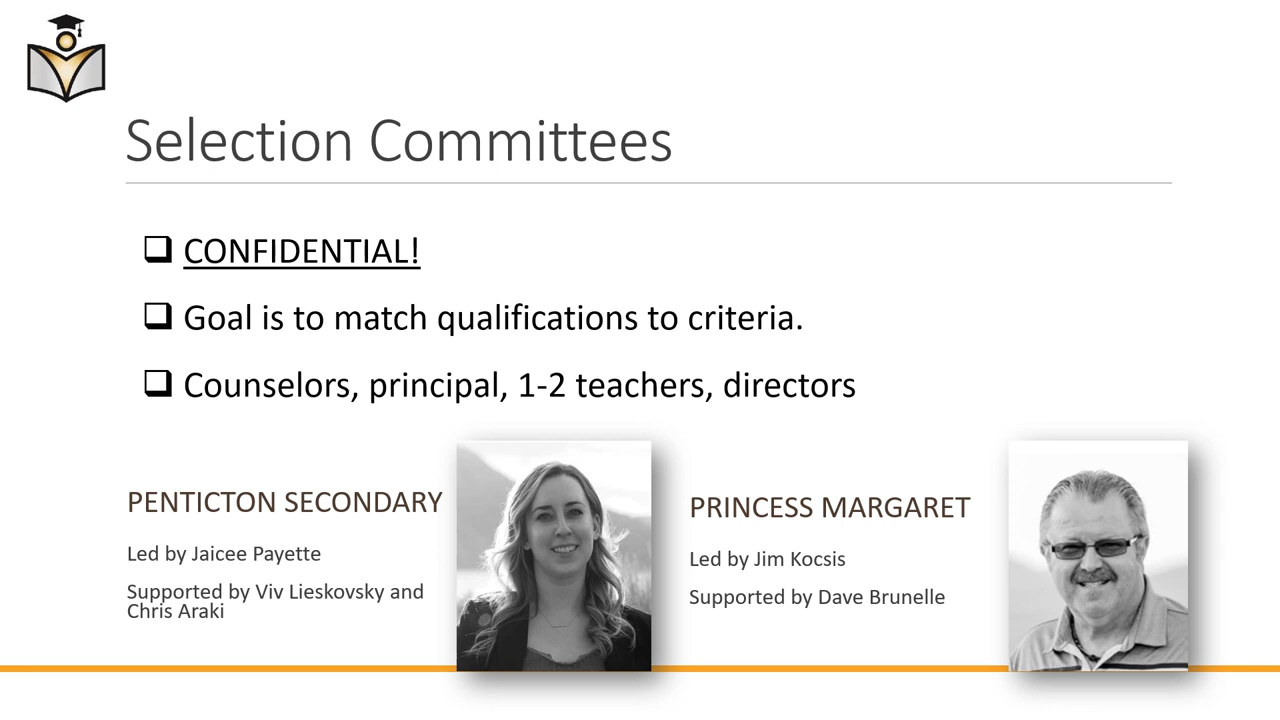 Selection Committees
CONFIDENTIAL!
Goal is to match qualifications to criteria.
Counselors, principal, 1-2 teachers, directors
PENTICTON SECONDARY
Led by Jaicee Payette
Supported by Viv Lieskovsky and
Chris Araki
PRINCESS MARGARET
Led by Jim Kocsis
Supported by Dave Brunelle